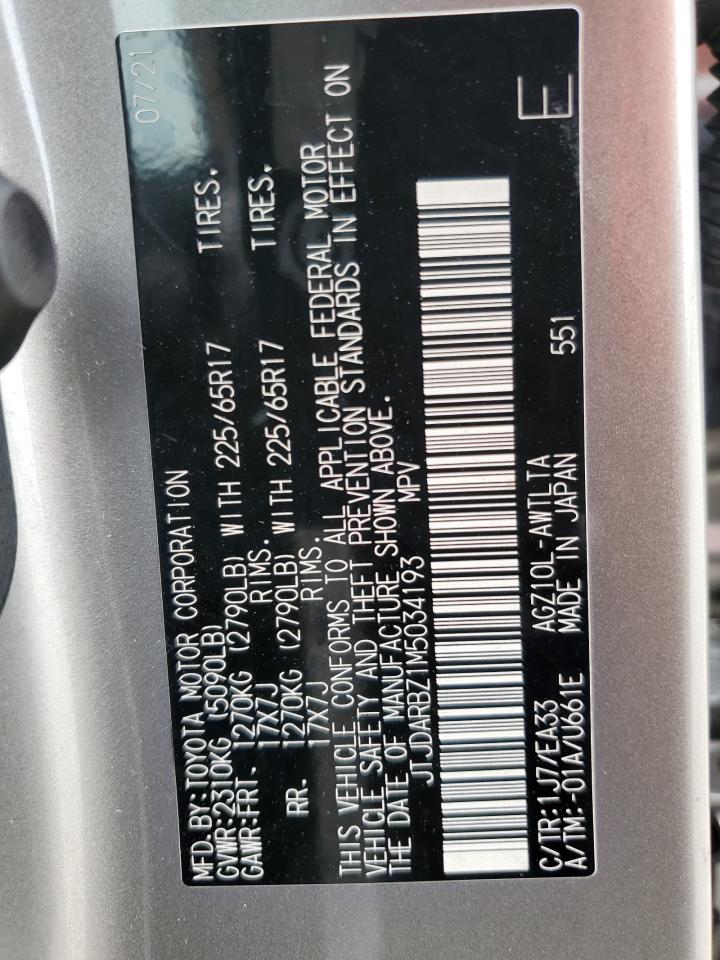 MFD. BY: TOYOTA MOTOR CORPORATION 07/21
GVWR: 2310KG (5090LB)
GAWR: FRT. 1270KG (2790LB) WITH 225/65R17 TIRES.
17X7J RIMS.
RR. 1270KG (2790LB) WITH 225/65R17 TIRES.
17X7J RIMS.
THIS VEHICLE CONFORMS TO ALL APPLICABLE FEDERAL MOTOR
VEHICLE SAFETY AND THEFT PREVENTION STANDARDS IN EFFECT ON
THE DATE OF MANUFACTURE SHOWN ABOVE.
JTJDARBZ1M5034193 MPV
C/TR: 1J7/EA33 AGZ10L-AWTLTA 551 E
A/TM: -01A/U661E MADE IN JAPAN